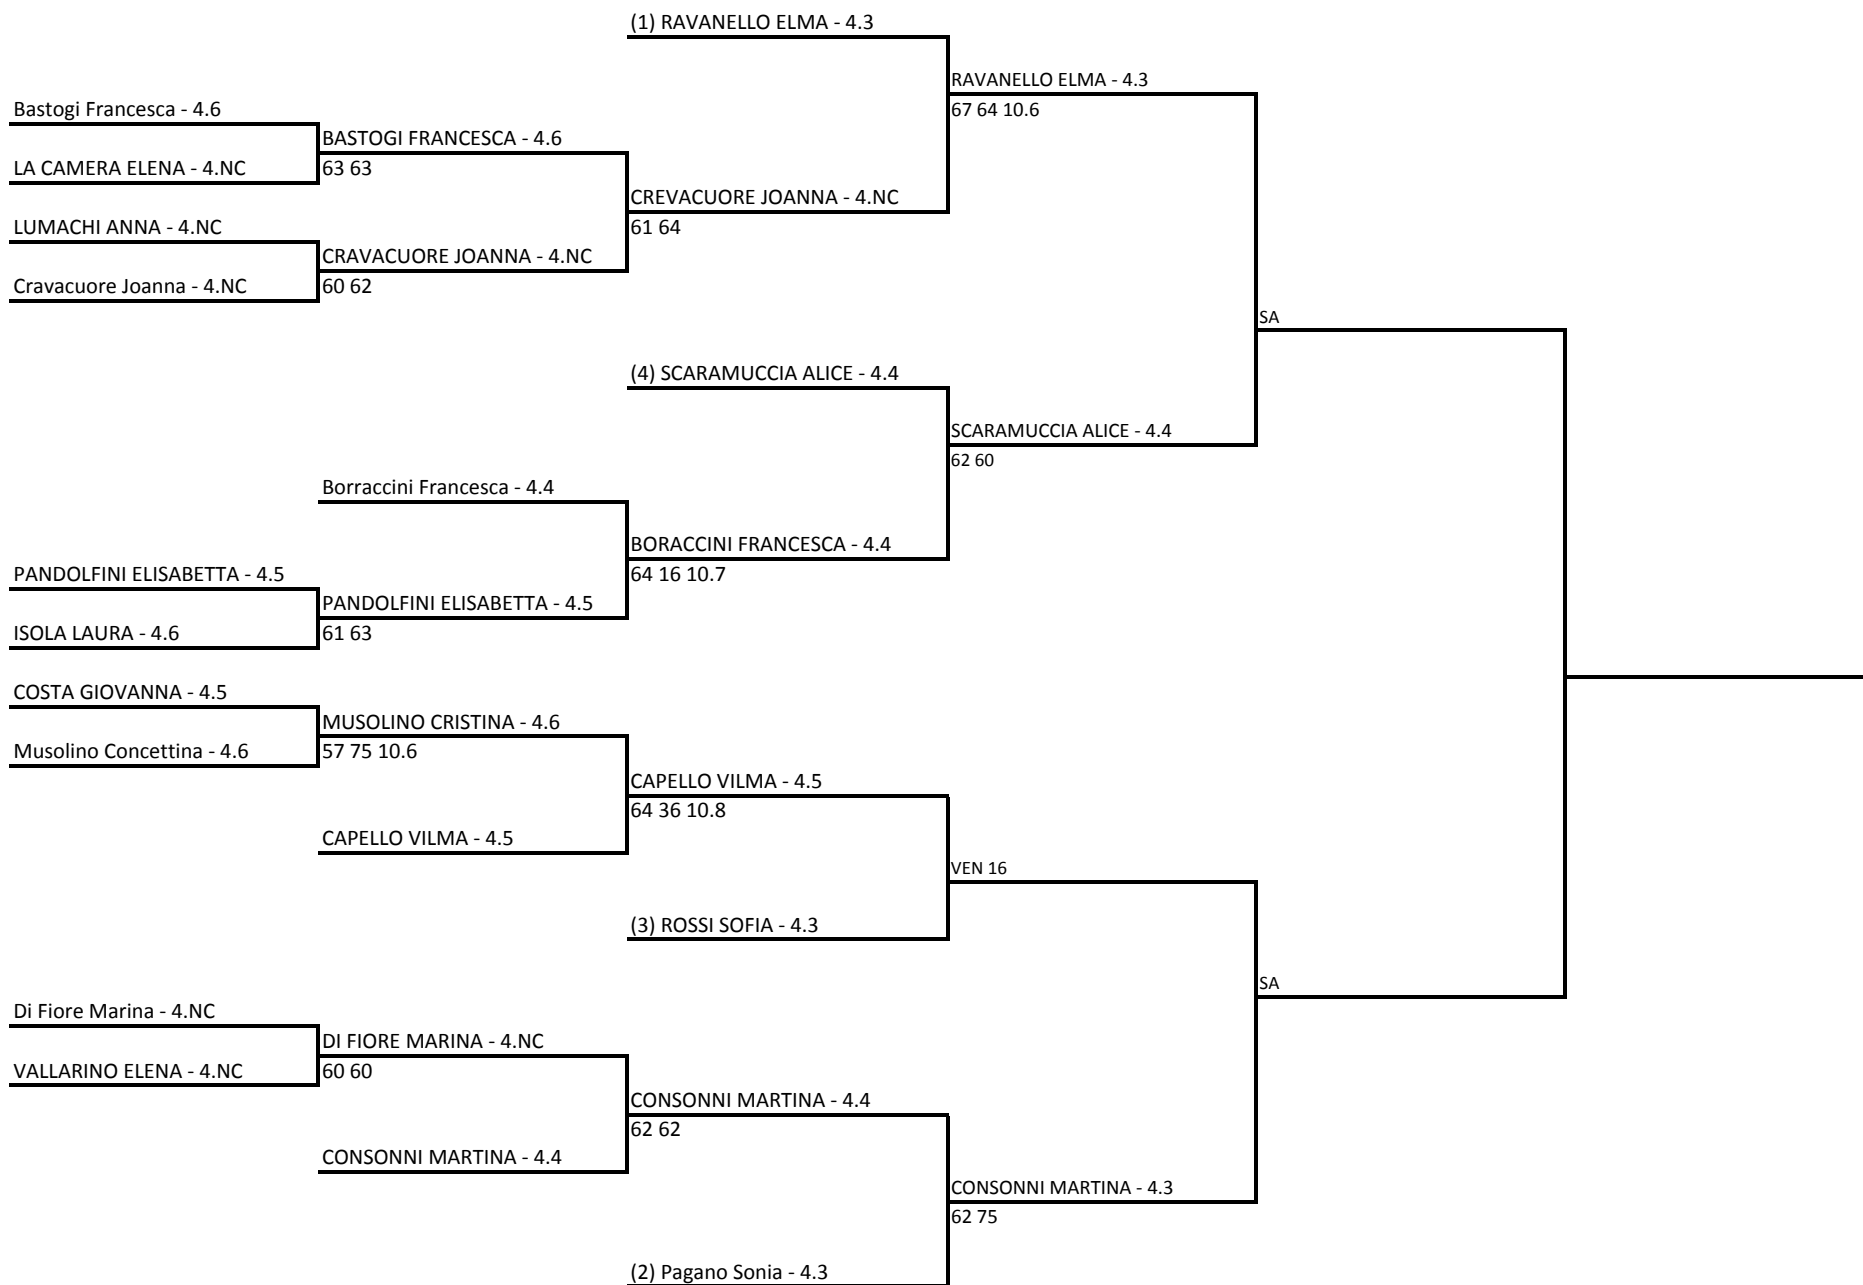 (1) RAVANELLO ELMA - 4.3
RAVANELLO ELMA - 4.3
67 64 10.6
Bastogi Francesca - 4.6
BASTOGI FRANCESCA - 4.6
LA CAMERA ELENA - 4.NC
63 63
CREVACUORE JOANNA - 4.NC
61 64
LUMACHI ANNA - 4.NC
CRAVACUORE JOANNA - 4.NC
Cravacuore Joanna - 4.NC
60 62
SA
(4) SCARAMUCCIA ALICE - 4.4
SCARAMUCCIA ALICE - 4.4
62 60
Borraccini Francesca - 4.4
BORACCINI FRANCESCA - 4.4
64 16 10.7
PANDOLFINI ELISABETTA - 4.5
PANDOLFINI ELISABETTA - 4.5
ISOLA LAURA - 4.6
61 63
COSTA GIOVANNA - 4.5
MUSOLINO CRISTINA - 4.6
Musolino Concettina - 4.6
57 75 10.6
CAPELLO VILMA - 4.5
64 36 10.8
CAPELLO VILMA - 4.5
VEN 16
(3) ROSSI SOFIA - 4.3
SA
Di Fiore Marina - 4.NC
DI FIORE MARINA - 4.NC
VALLARINO ELENA - 4.NC
60 60
CONSONNI MARTINA - 4.4
62 62
CONSONNI MARTINA - 4.4
CONSONNI MARTINA - 4.3
62 75
(2) Pagano Sonia - 4.3